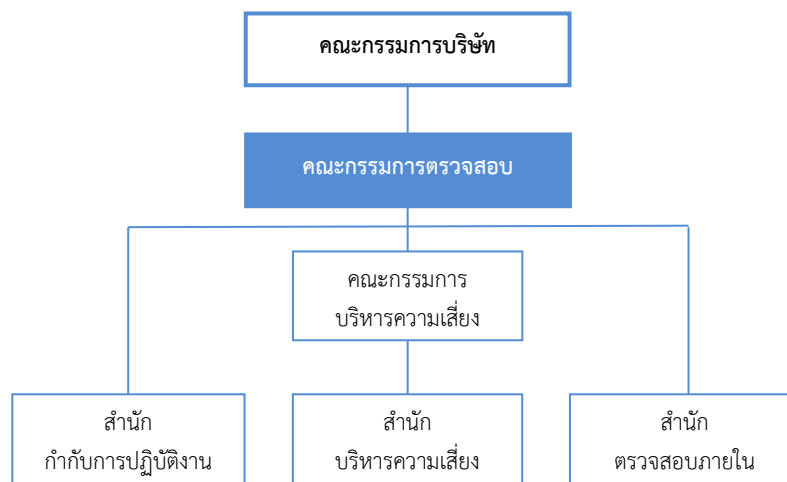 คณะกรรมการบริษัท
คณะกรรมการตรวจสอบ
คณะกรรมการ
บริหารความเสี่ยง
สำนัก
กำกับการปฏิบัติงาน
สำนัก
บริหารความเสี่ยง
สำนัก
ตรวจสอบภายใน